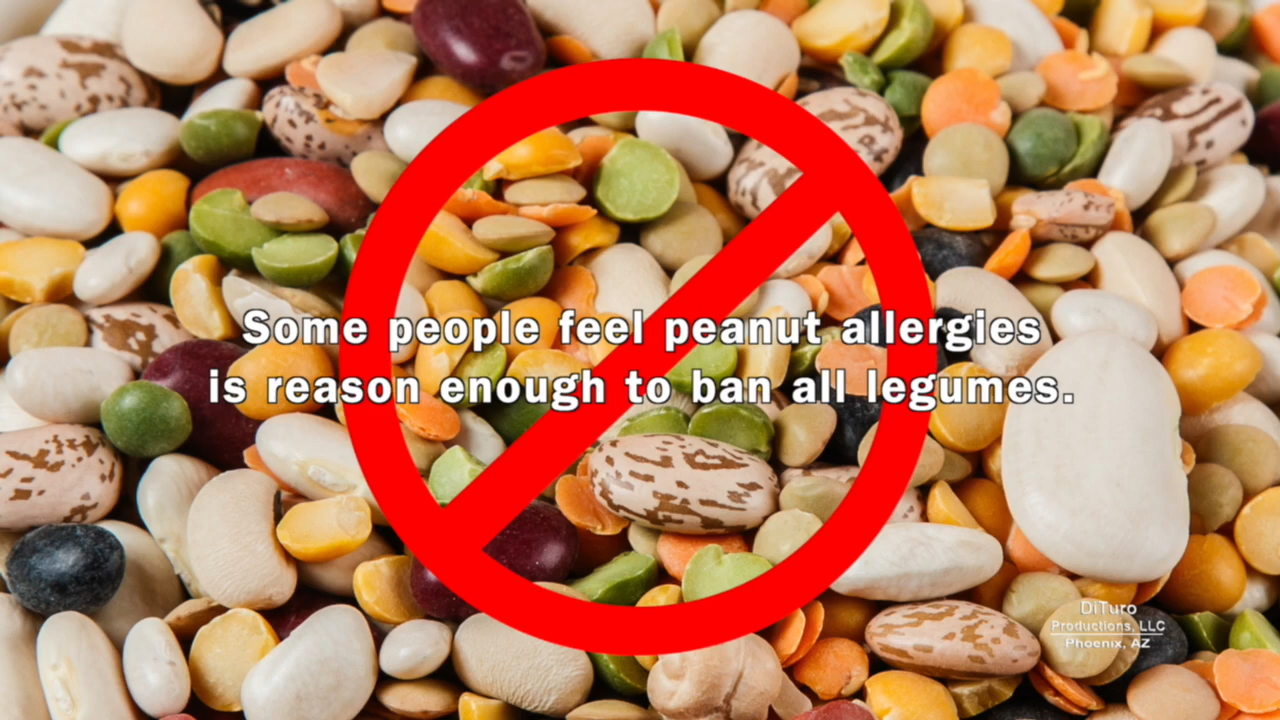 Some people feel peanut allergies
is reason enough to ban all legumes.
DiTuro
Productions, LLC
Phoenix, AZ